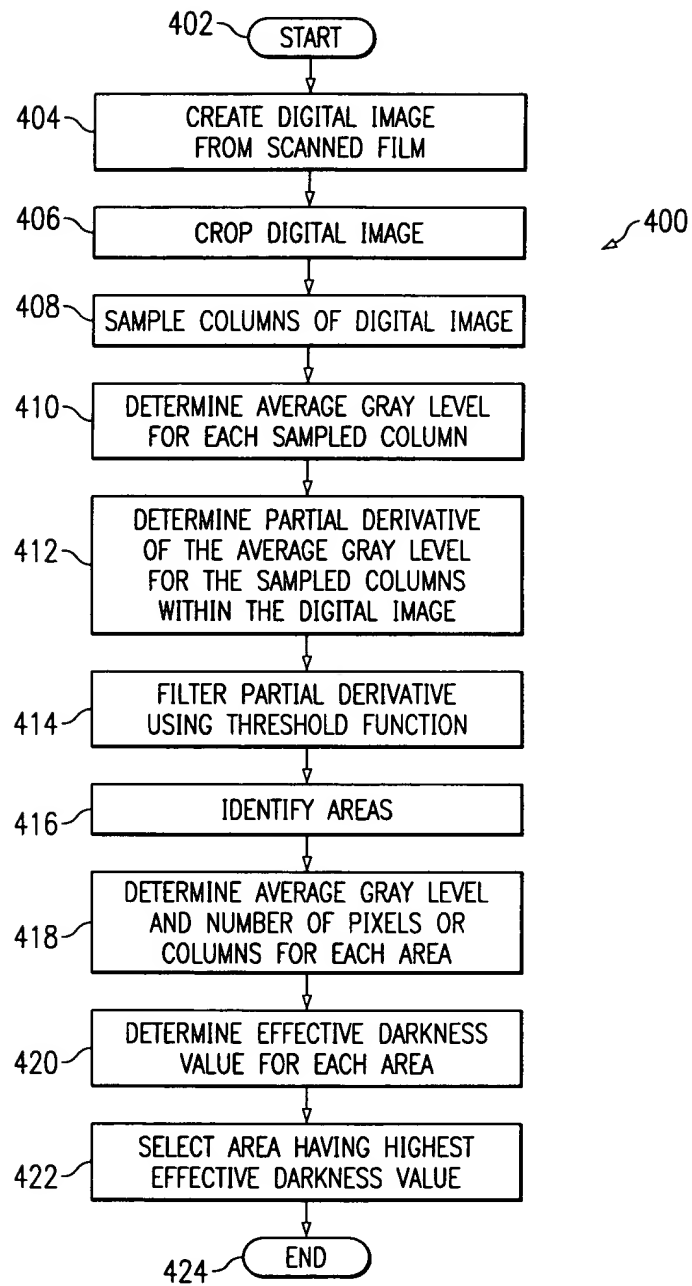 402
START
404
CREATE DIGITAL IMAGE
FROM SCANNED FILM
406
CROP DIGITAL IMAGE
400
408
SAMPLE COLUMNS OF DIGITAL IMAGE
410
DETERMINE AVERAGE GRAY LEVEL
FOR EACH SAMPLED COLUMN
412
DETERMINE PARTIAL DERIVATIVE
OF THE AVERAGE GRAY LEVEL
FOR THE SAMPLED COLUMNS
WITHIN THE DIGITAL IMAGE
414
FILTER PARTIAL DERIVATIVE
USING THRESHOLD FUNCTION
416
IDENTIFY AREAS
418
DETERMINE AVERAGE GRAY LEVEL
AND NUMBER OF PIXELS OR
COLUMNS FOR EACH AREA
420
DETERMINE EFFECTIVE DARKNESS
VALUE FOR EACH AREA
422
SELECT AREA HAVING HIGHEST
EFFECTIVE DARKNESS VALUE
424
END